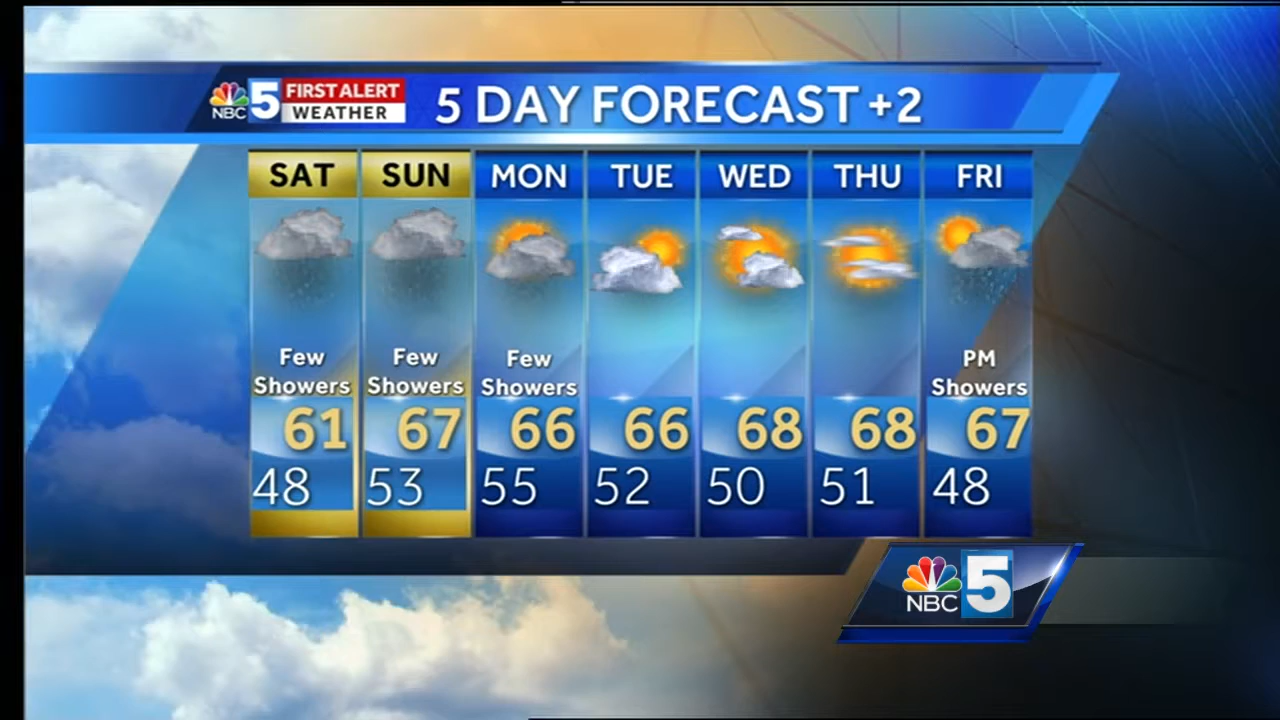 NBC 5 FIRST ALERT WEATHER
5 DAY FORECAST +2
SAT SUN MON TUE WED THU FRI
Few Showers Few Showers Few Showers PM Showers
61 67 66 66 68 68 67
48 53 55 52 50 51 48
NBC 5